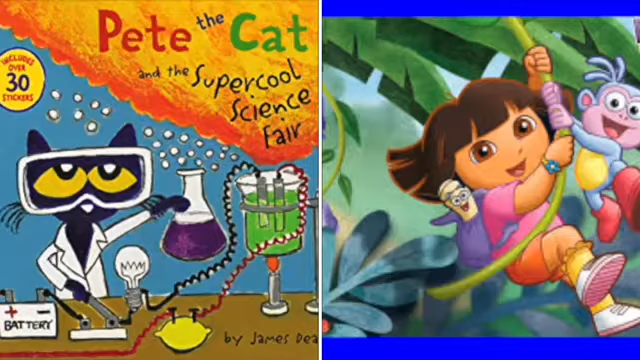 Pete the Cat
and the Supercool
Science
Fair
INCLUDES
OVER
30
STICKERS
+ -
BATTERY
by James Dea